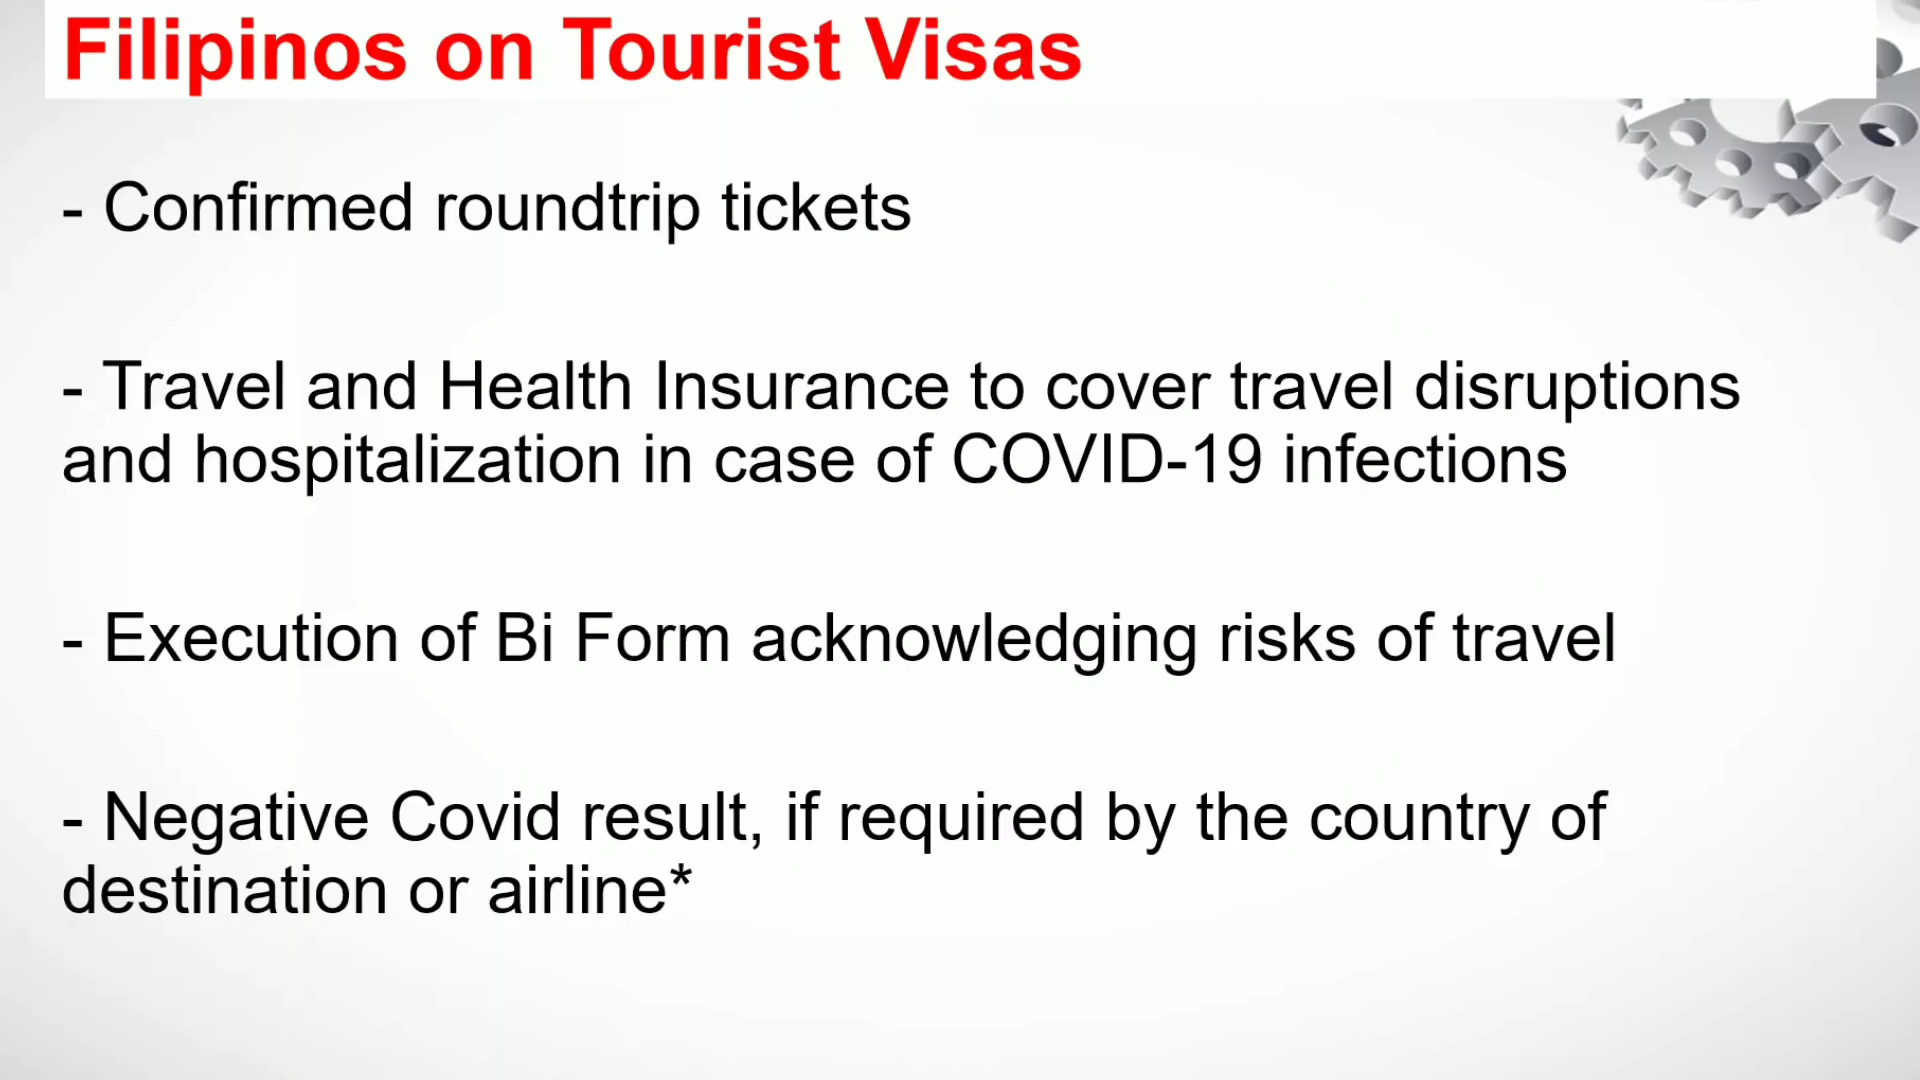 Filipinos on Tourist Visas
- Confirmed roundtrip tickets
- Travel and Health Insurance to cover travel disruptions
and hospitalization in case of COVID-19 infections
- Execution of Bi Form acknowledging risks of travel
- Negative Covid result, if required by the country of
destination or airline*